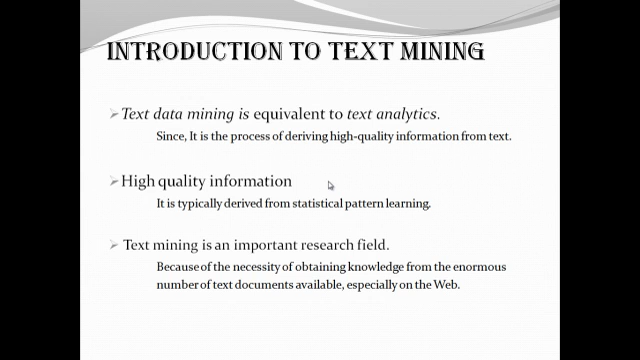 INTRODUCTION TO TEXT MINING
Text data mining is equivalent to text analytics.
Since, It is the process of deriving high-quality information from text.
High quality information
It is typically derived from statistical pattern learning.
Text mining is an important research field.
Because of the necessity of obtaining knowledge from the enormous
number of text documents available, especially on the Web.